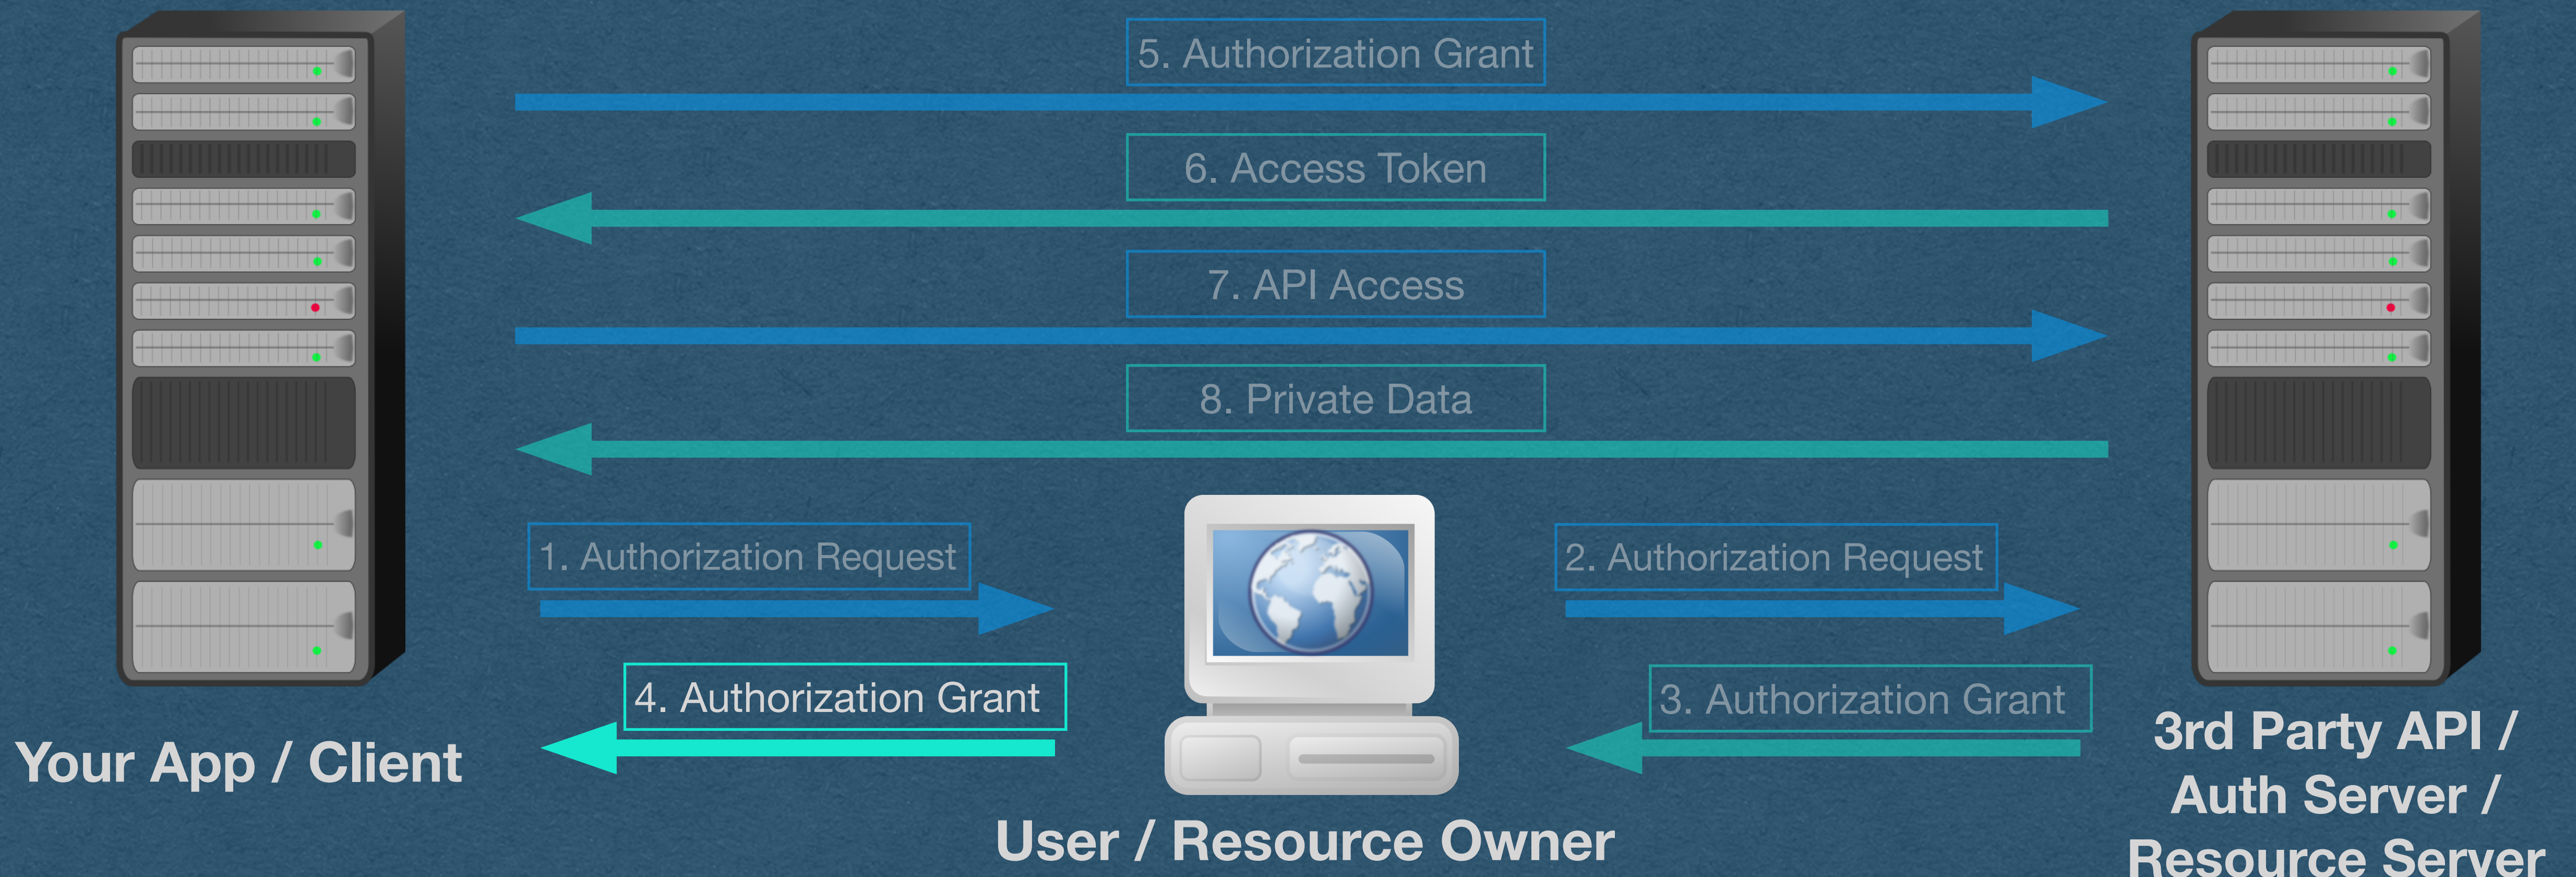 5. Authorization Grant
6. Access Token
7. API Access
8. Private Data
1. Authorization Request
2. Authorization Request
4. Authorization Grant
3. Authorization Grant
Your App / Client
User / Resource Owner
3rd Party API /
Auth Server /
Resource Server